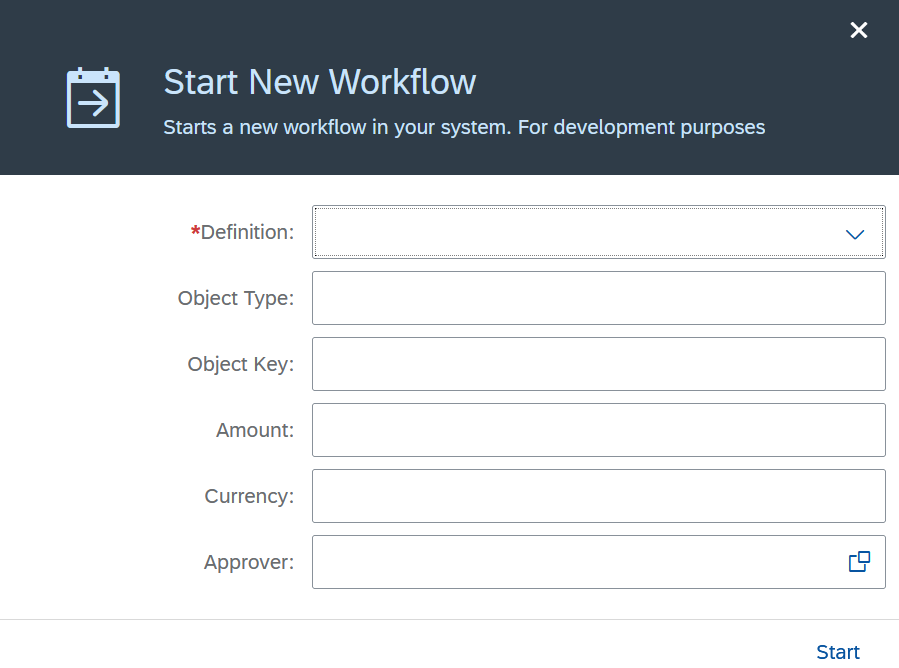 Start New Workflow
Starts a new workflow in your system. For development purposes
*Definition:
Object Type:
Object Key:
Amount:
Currency:
Approver:
Start